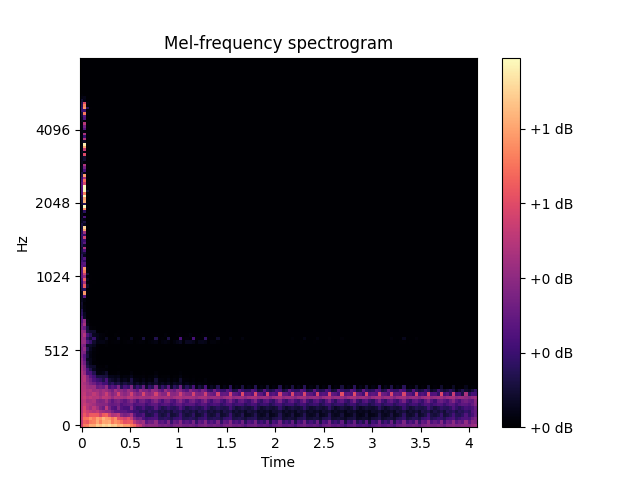 Mel-frequency spectrogram
4096
2048
1024
512
0
Hz
0
0.5
1
1.5
2
2.5
3
3.5
4
Time
+1 dB
+1 dB
+0 dB
+0 dB
+0 dB